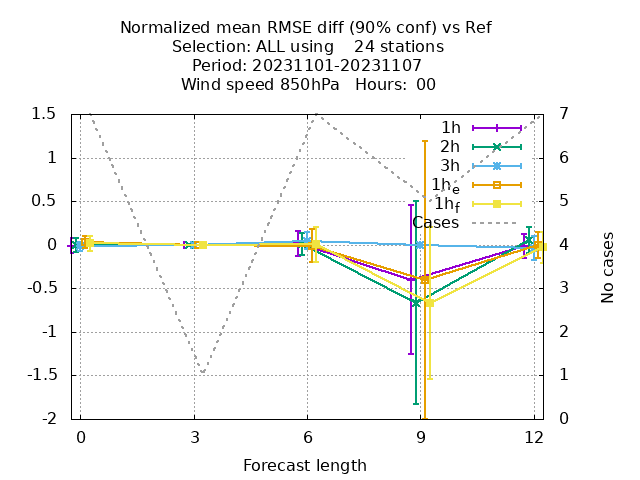 Normalized mean RMSE diff (90% conf) vs Ref
Selection: ALL using    24 stations
Period: 20231101-20231107
Wind speed 850hPa   Hours:  00
1.5
1
0.5
0
-0.5
-1
-1.5
-2
7
6
5
4
3
2
1
0
1h
2h
3h
1he
1hf
Cases
No cases
0 3 6 9 12
Forecast length